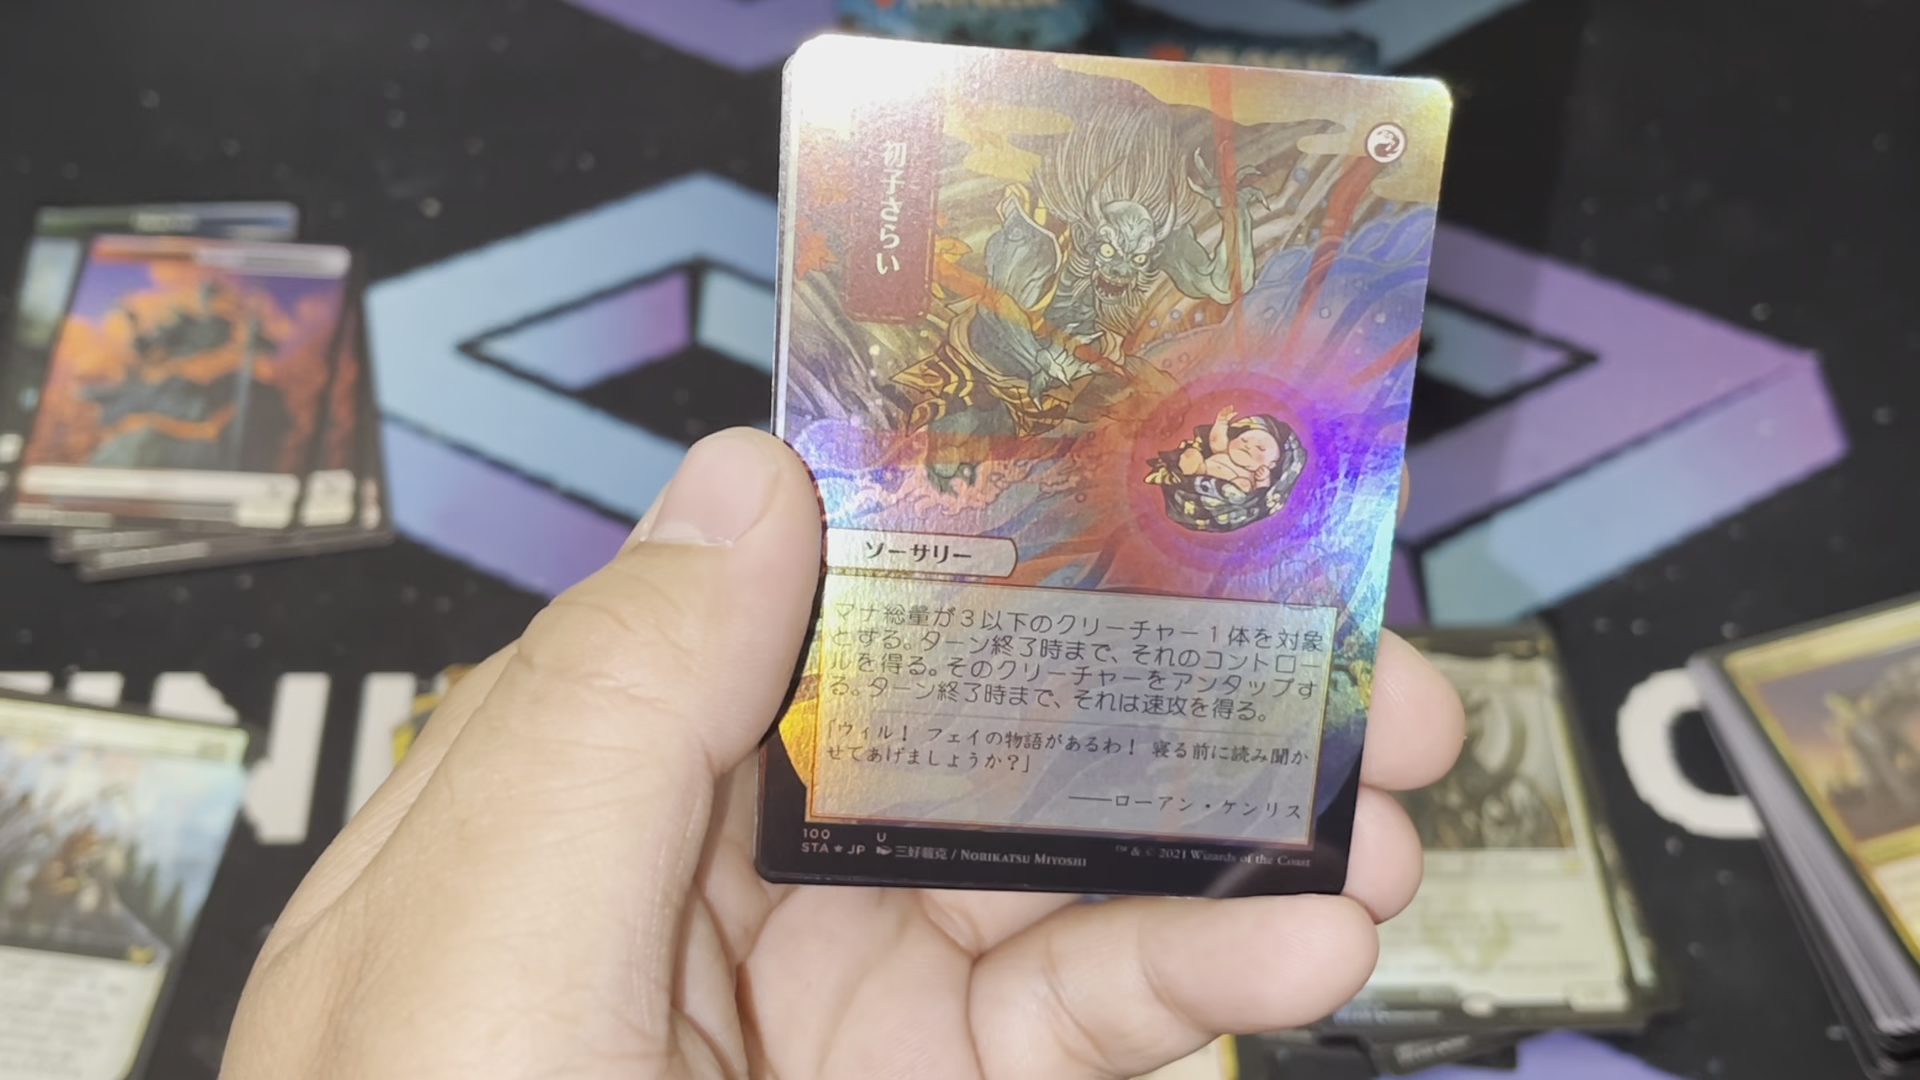 初子さらい
ソーサリー
マナ総量が3以下のクリーチャー1体を対象
とする。ターン終了時まで、それのコントロー
ルを得る。そのクリーチャーをアンタップす
る。ターン終了時まで、それは速攻を得る。
「ウィル! フェイの物語があるわ! 寝る前に読み聞か
せてあげましょうか?」
――ローアン・ケンリス
100 U
STA ★ JP 三好載克 / NORIKATSU MIYOSHI ™ & © 2021 Wizards of the Coast